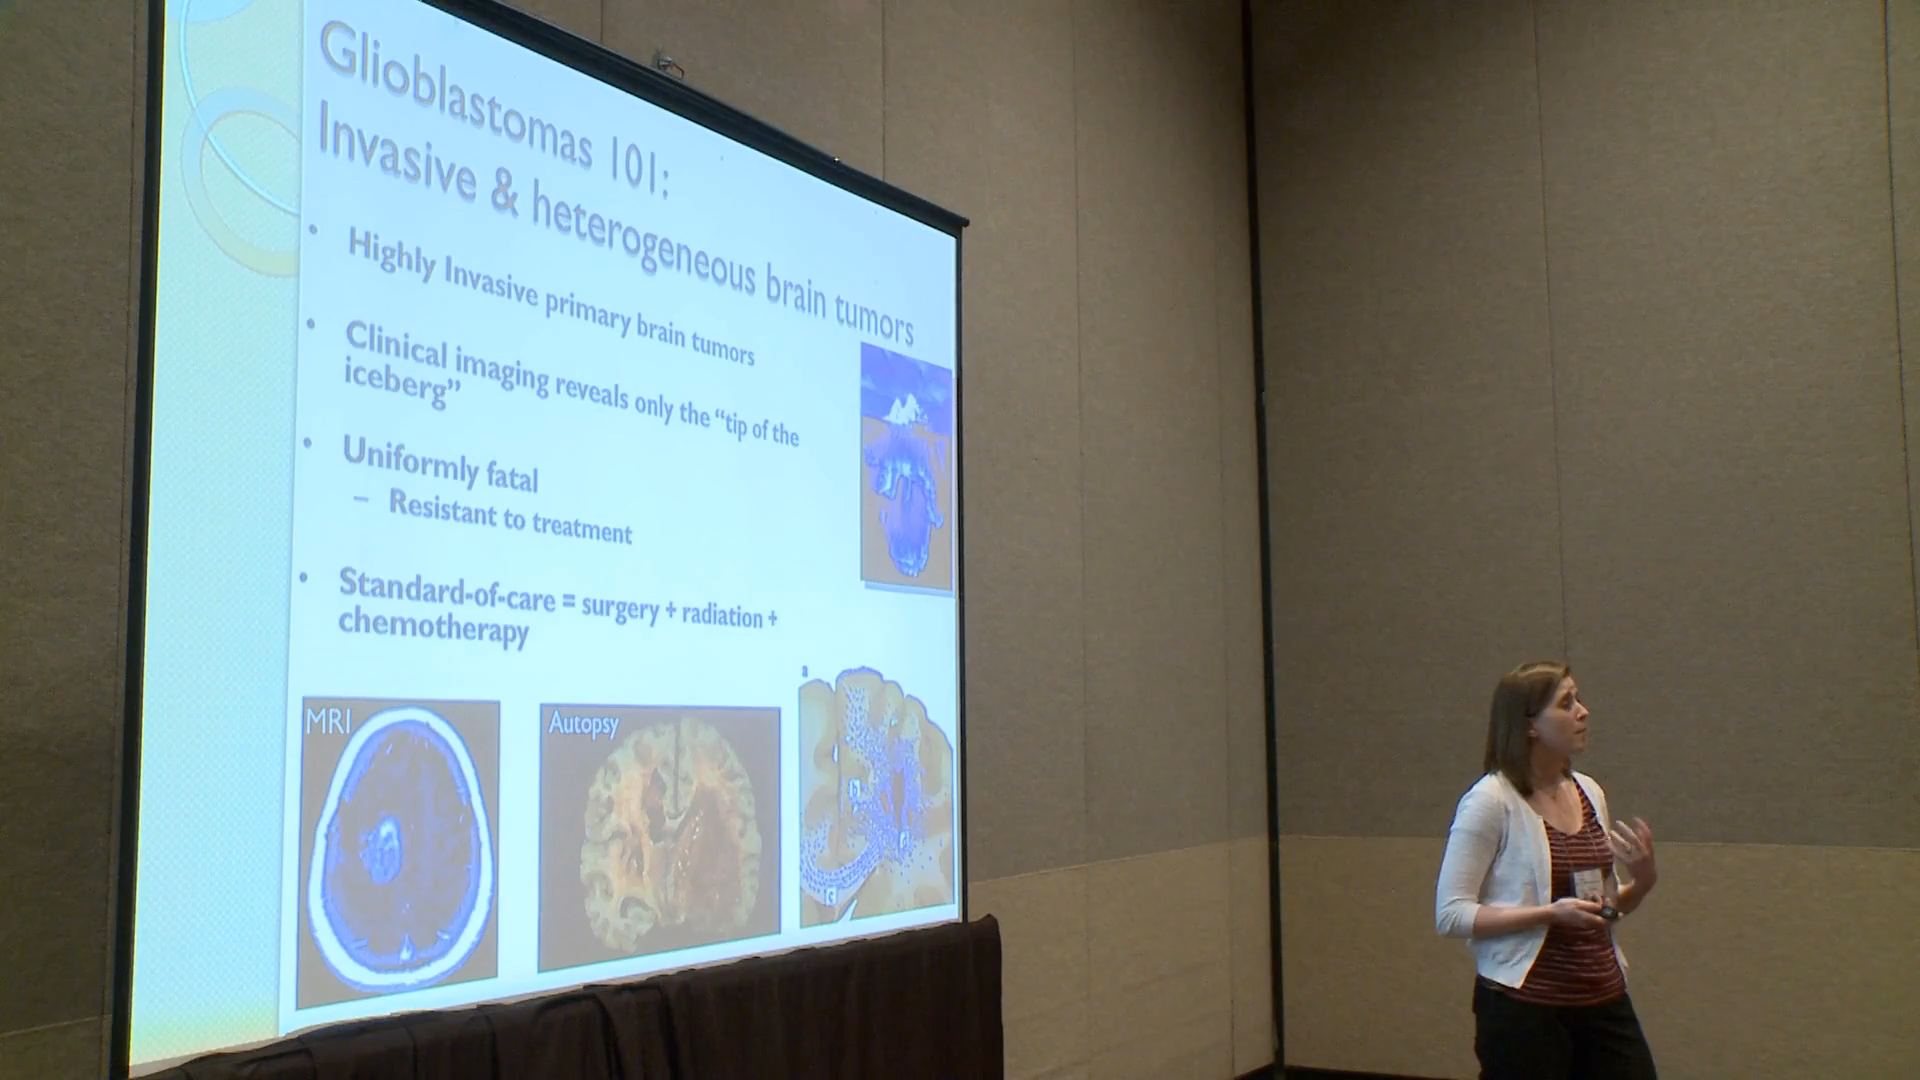 Glioblastomas 101:
Invasive & heterogeneous brain tumors
• Highly Invasive primary brain tumors
• Clinical imaging reveals only the “tip of the
iceberg”
• Uniformly fatal
– Resistant to treatment
• Standard-of-care = surgery + radiation +
chemotherapy
MRI
Autopsy
a
b
c